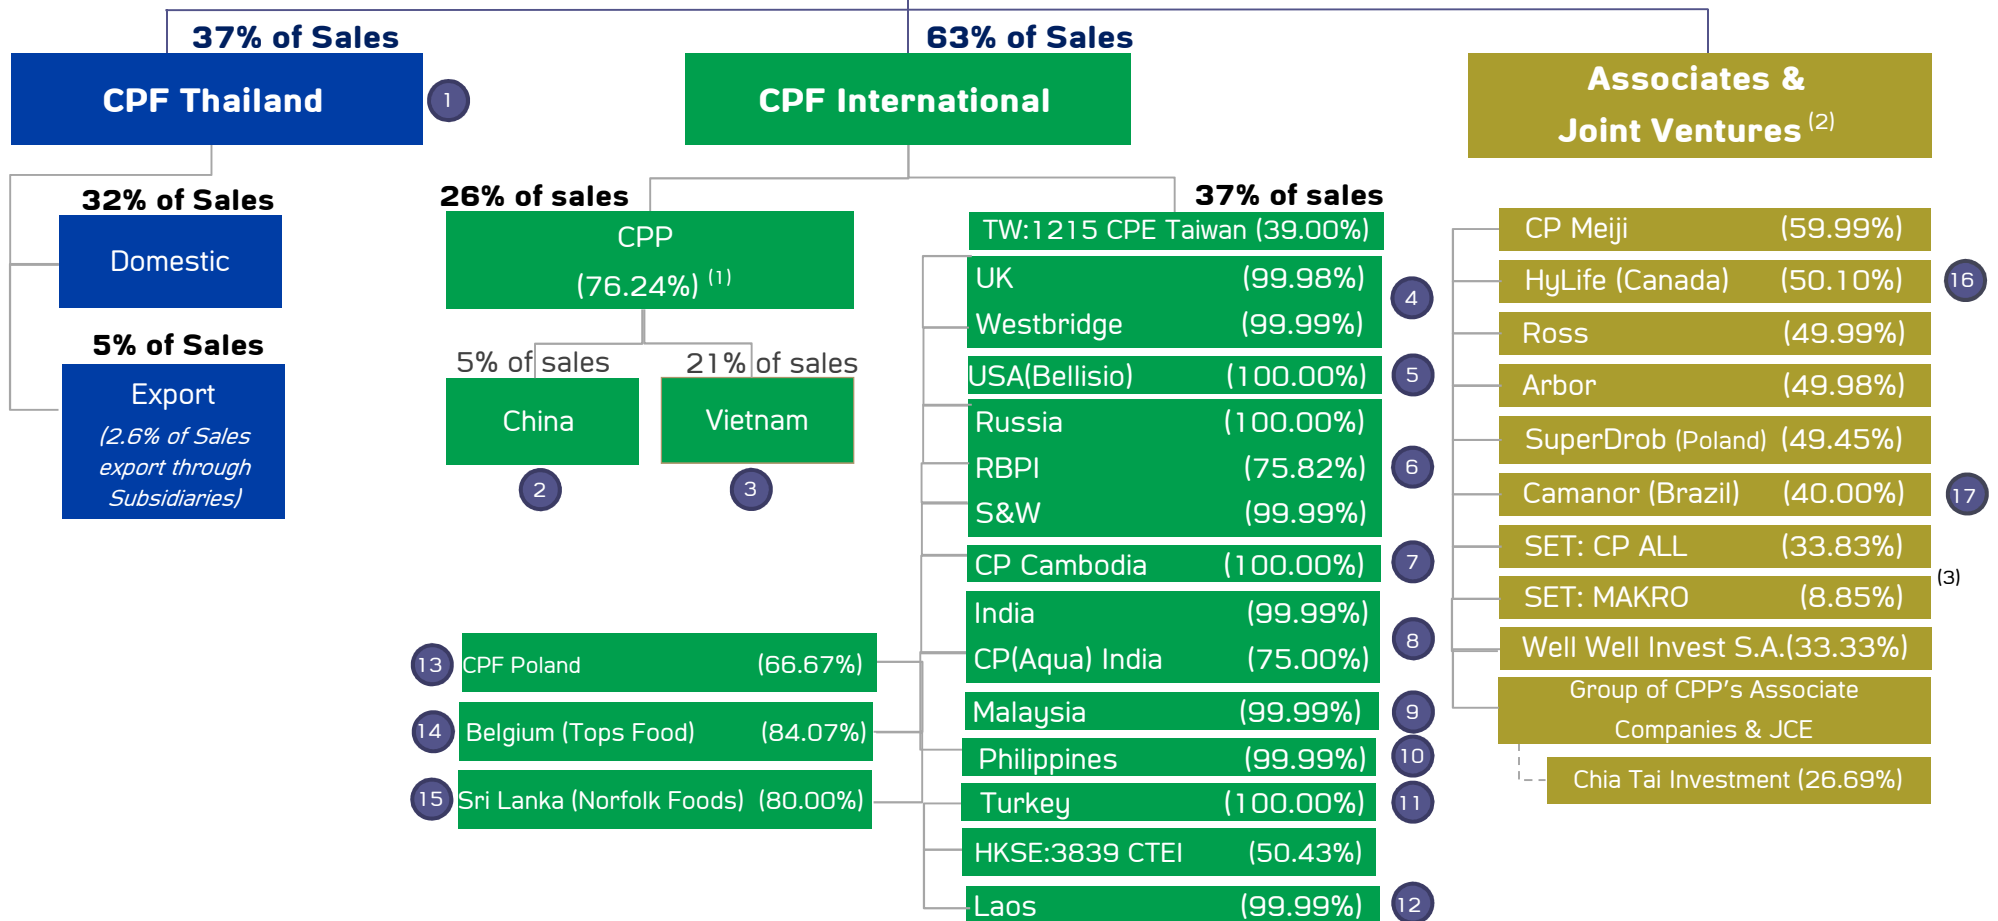 37% of Sales
CPF Thailand
1
32% of Sales
Domestic
5% of Sales
Export
(2.6% of Sales
export through
Subsidiaries)
63% of Sales
CPF International
26% of sales
CPP
(76.24%) (1)
5% of sales
China
2
21% of sales
Vietnam
3
37% of sales
TW:1215 CPE Taiwan (39.00%)
UK (99.98%)
Westbridge (99.99%)
4
USA(Bellisio) (100.00%)
5
Russia (100.00%)
RBPI (75.82%)
S&W (99.99%)
6
CP Cambodia (100.00%)
7
India (99.99%)
CP(Aqua) India (75.00%)
8
Malaysia (99.99%)
9
Philippines (99.99%)
10
Turkey (100.00%)
11
HKSE:3839 CTEI (50.43%)
Laos (99.99%)
12
13 CPF Poland (66.67%)
14 Belgium (Tops Food) (84.07%)
15 Sri Lanka (Norfolk Foods) (80.00%)
Associates &
Joint Ventures (2)
CP Meiji (59.99%)
HyLife (Canada) (50.10%)
16
Ross (49.99%)
Arbor (49.98%)
SuperDrob (Poland) (49.45%)
Camanor (Brazil) (40.00%)
17
SET: CP ALL (33.83%)
(3)
SET: MAKRO (8.85%)
Well Well Invest S.A.(33.33%)
Group of CPP's Associate
Companies & JCE
Chia Tai Investment (26.69%)